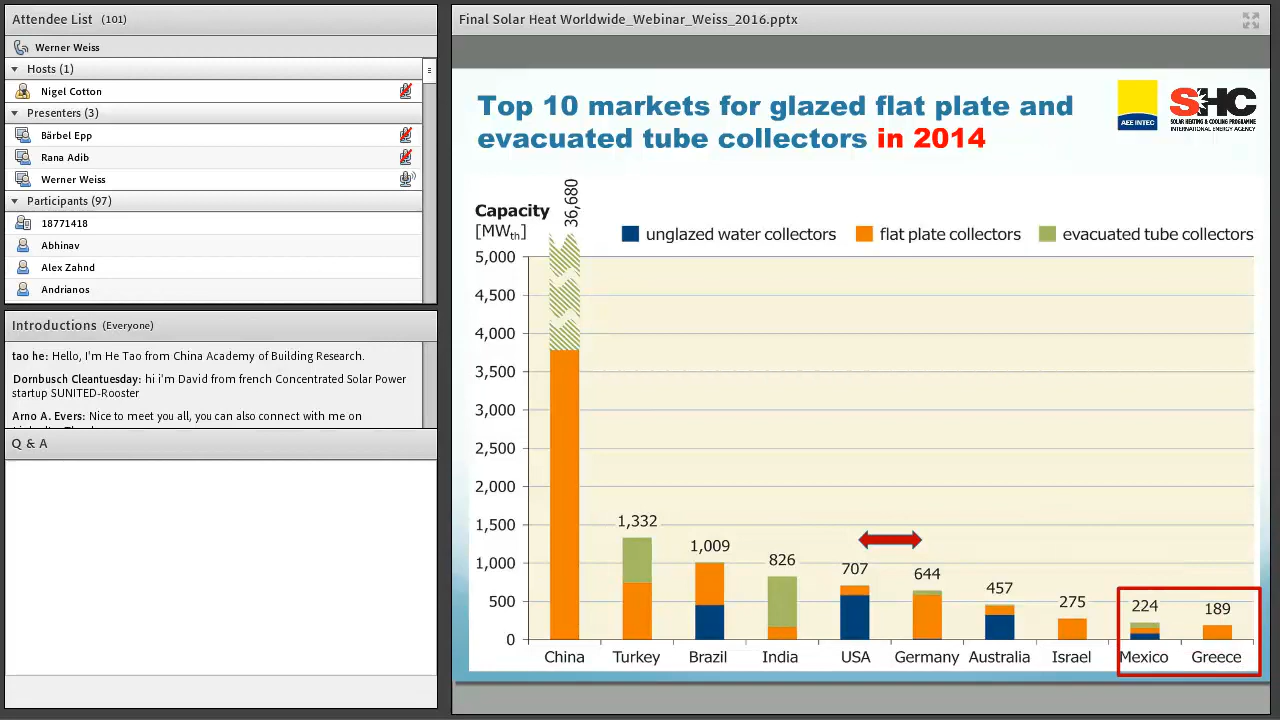 Attendee List (101)
Werner Weiss
Hosts (1)
Nigel Cotton
Presenters (3)
Bärbel Epp
Rana Adib
Werner Weiss
Participants (97)
18771418
Abhinav
Alex Zahnd
Andrianos
Introductions (Everyone)
tao he: Hello, I'm He Tao from China Academy of Building Research.
Dornbusch Cleantuesday: hi i'm David from french Concentrated Solar Power
startup SUNITED-Rooster
Arno A. Evers: Nice to meet you all, you can also connect with me on
Q & A
Final Solar Heat Worldwide_Webinar_Weiss_2016.pptx
Top 10 markets for glazed flat plate and
evacuated tube collectors in 2014
AEE INTEC
SHC
SOLAR HEATING & COOLING PROGRAMME
INTERNATIONAL ENERGY AGENCY
Capacity
[MWth]
36,680
unglazed water collectors
flat plate collectors
evacuated tube collectors
5,000
4,500
4,000
3,500
3,000
2,500
2,000
1,500
1,000
500
0
1,332
1,009
826
707
644
457
275
224
189
China
Turkey
Brazil
India
USA
Germany
Australia
Israel
Mexico
Greece